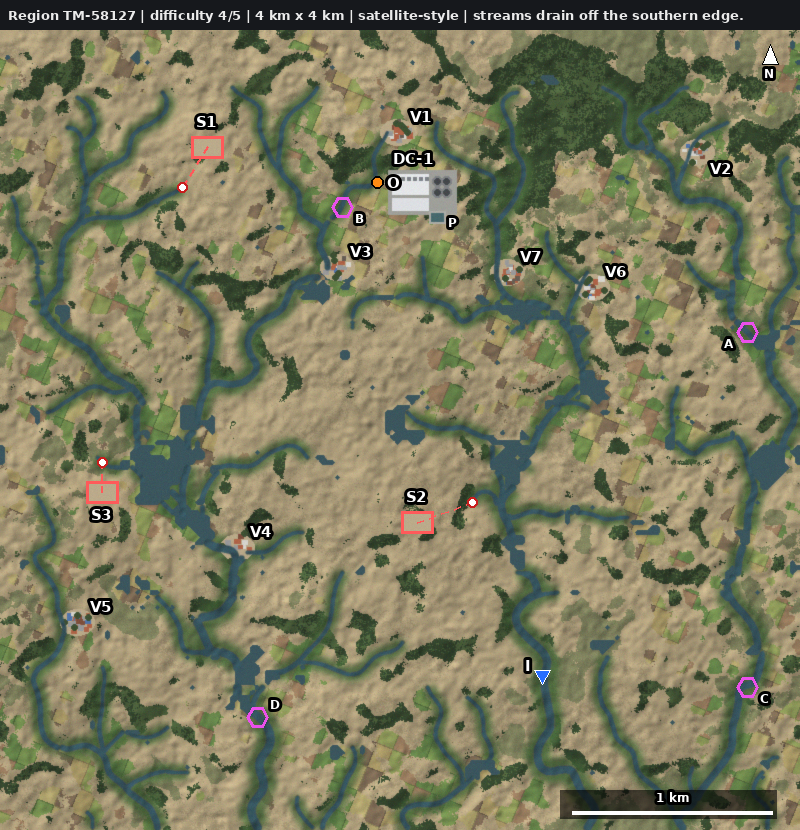 Region TM-58127 | difficulty 4/5 | 4 km x 4 km | satellite-style | streams drain off the southern edge.
N
V1
S1
DC-1
V2
O
B
P
V3
V7
V6
A
S2
S3
V4
V5
I
C
D
1 km